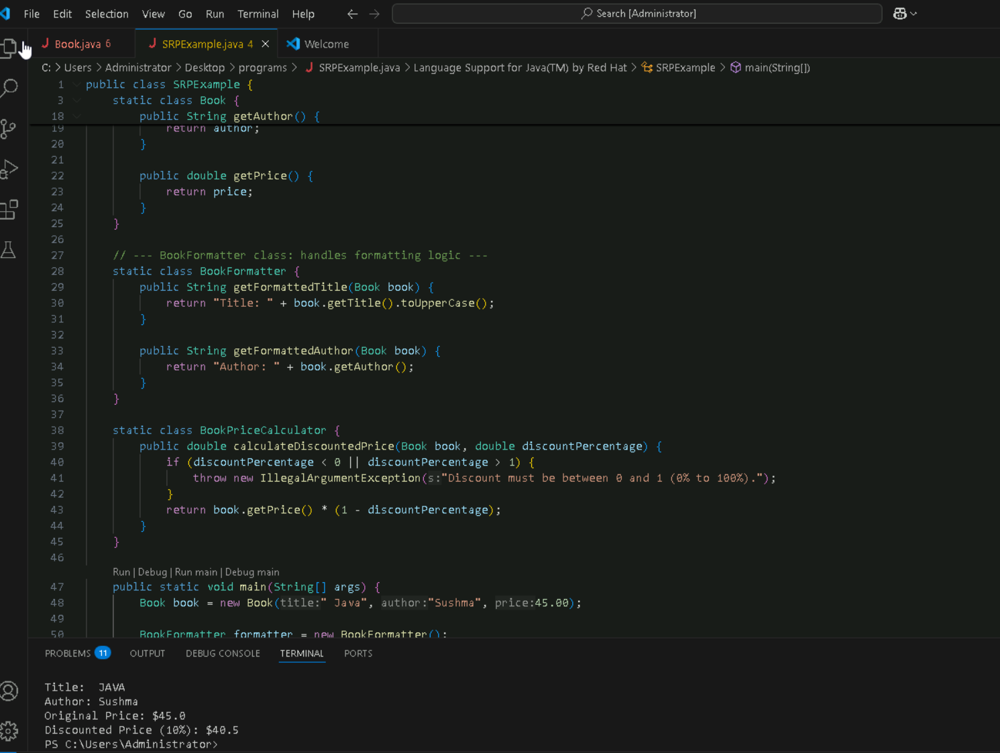 File Edit Selection View Go Run Terminal Help Search [Administrator]
Book.java 6 SRPExample.java 4 Welcome
C: > Users > Administrator > Desktop > programs > SRPExample.java > Language Support for Java(TM) by Red Hat > SRPExample > main(String[])
1 public class SRPExample {
3 static class Book {
18 public String getAuthor() {
19 return author;
20 }
21
22 public double getPrice() {
23 return price;
24 }
25 }
26
27 // --- BookFormatter class: handles formatting logic ---
28 static class BookFormatter {
29 public String getFormattedTitle(Book book) {
30 return "Title: " + book.getTitle().toUpperCase();
31 }
32
33 public String getFormattedAuthor(Book book) {
34 return "Author: " + book.getAuthor();
35 }
36 }
37
38 static class BookPriceCalculator {
39 public double calculateDiscountedPrice(Book book, double discountPercentage) {
40 if (discountPercentage < 0 || discountPercentage > 1) {
41 throw new IllegalArgumentException(s:"Discount must be between 0 and 1 (0% to 100%).");
42 }
43 return book.getPrice() * (1 - discountPercentage);
44 }
45 }
46
Run | Debug | Run main | Debug main
47 public static void main(String[] args) {
48 Book book = new Book(title:" Java", author:"Sushma", price:45.00);
49
50 BookFormatter formatter = new BookFormatter();
PROBLEMS 11 OUTPUT DEBUG CONSOLE TERMINAL PORTS
Title:  JAVA
Author: Sushma
Original Price: $45.0
Discounted Price (10%): $40.5
PS C:\Users\Administrator>